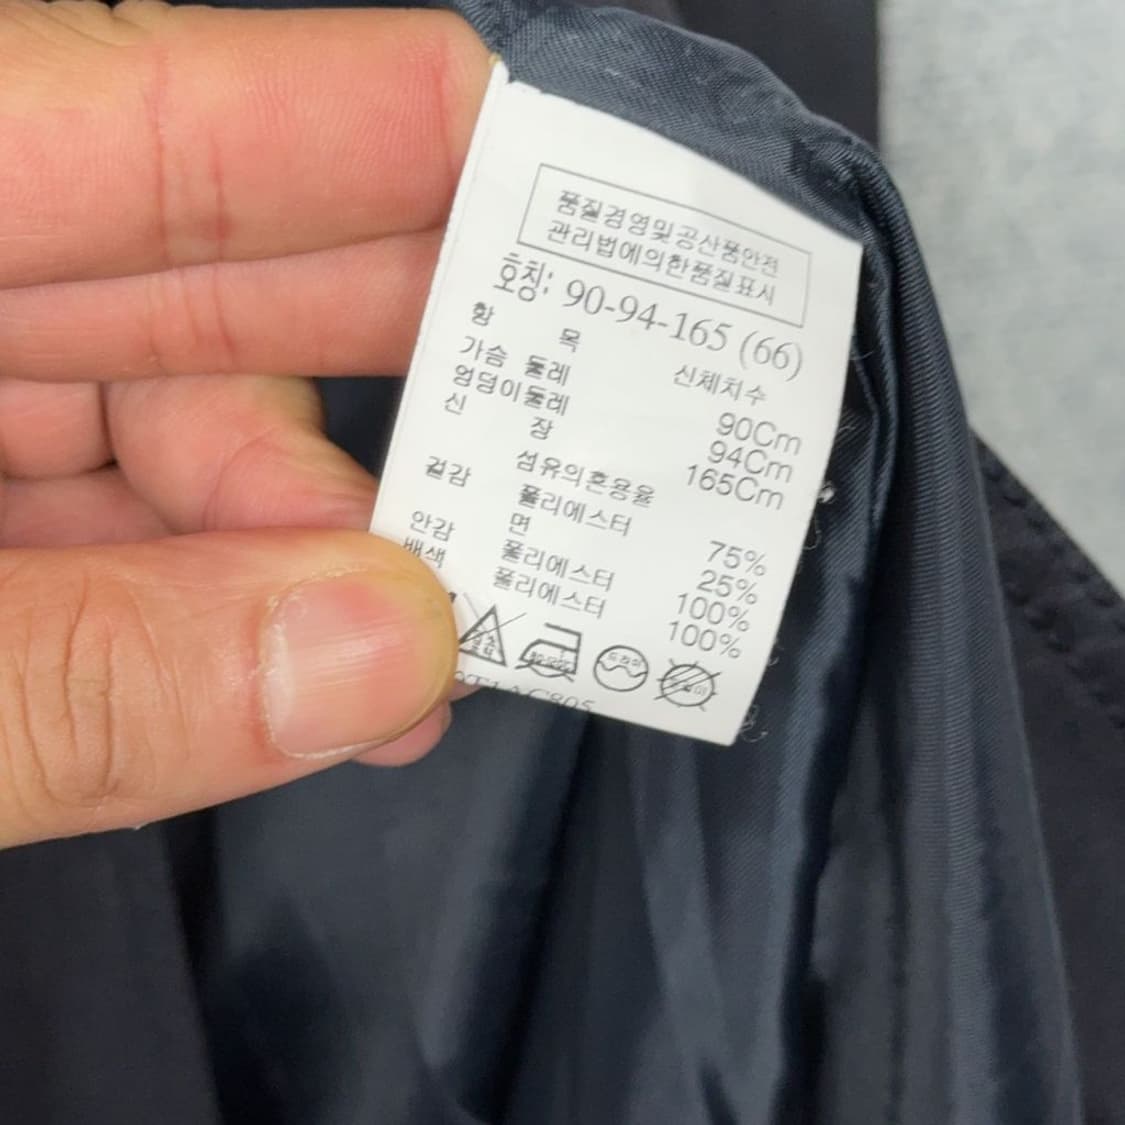 품질경영및공산품안전
관리법에의한품질표시
호칭: 90-94-165 (66)
항 목 신체치수
가슴 둘레 90Cm
엉덩이둘레 94Cm
신 장 165Cm
섬유의혼용율
겉감 폴리에스터 75%
면 25%
안감 폴리에스터 100%
배색 폴리에스터 100%
드라이